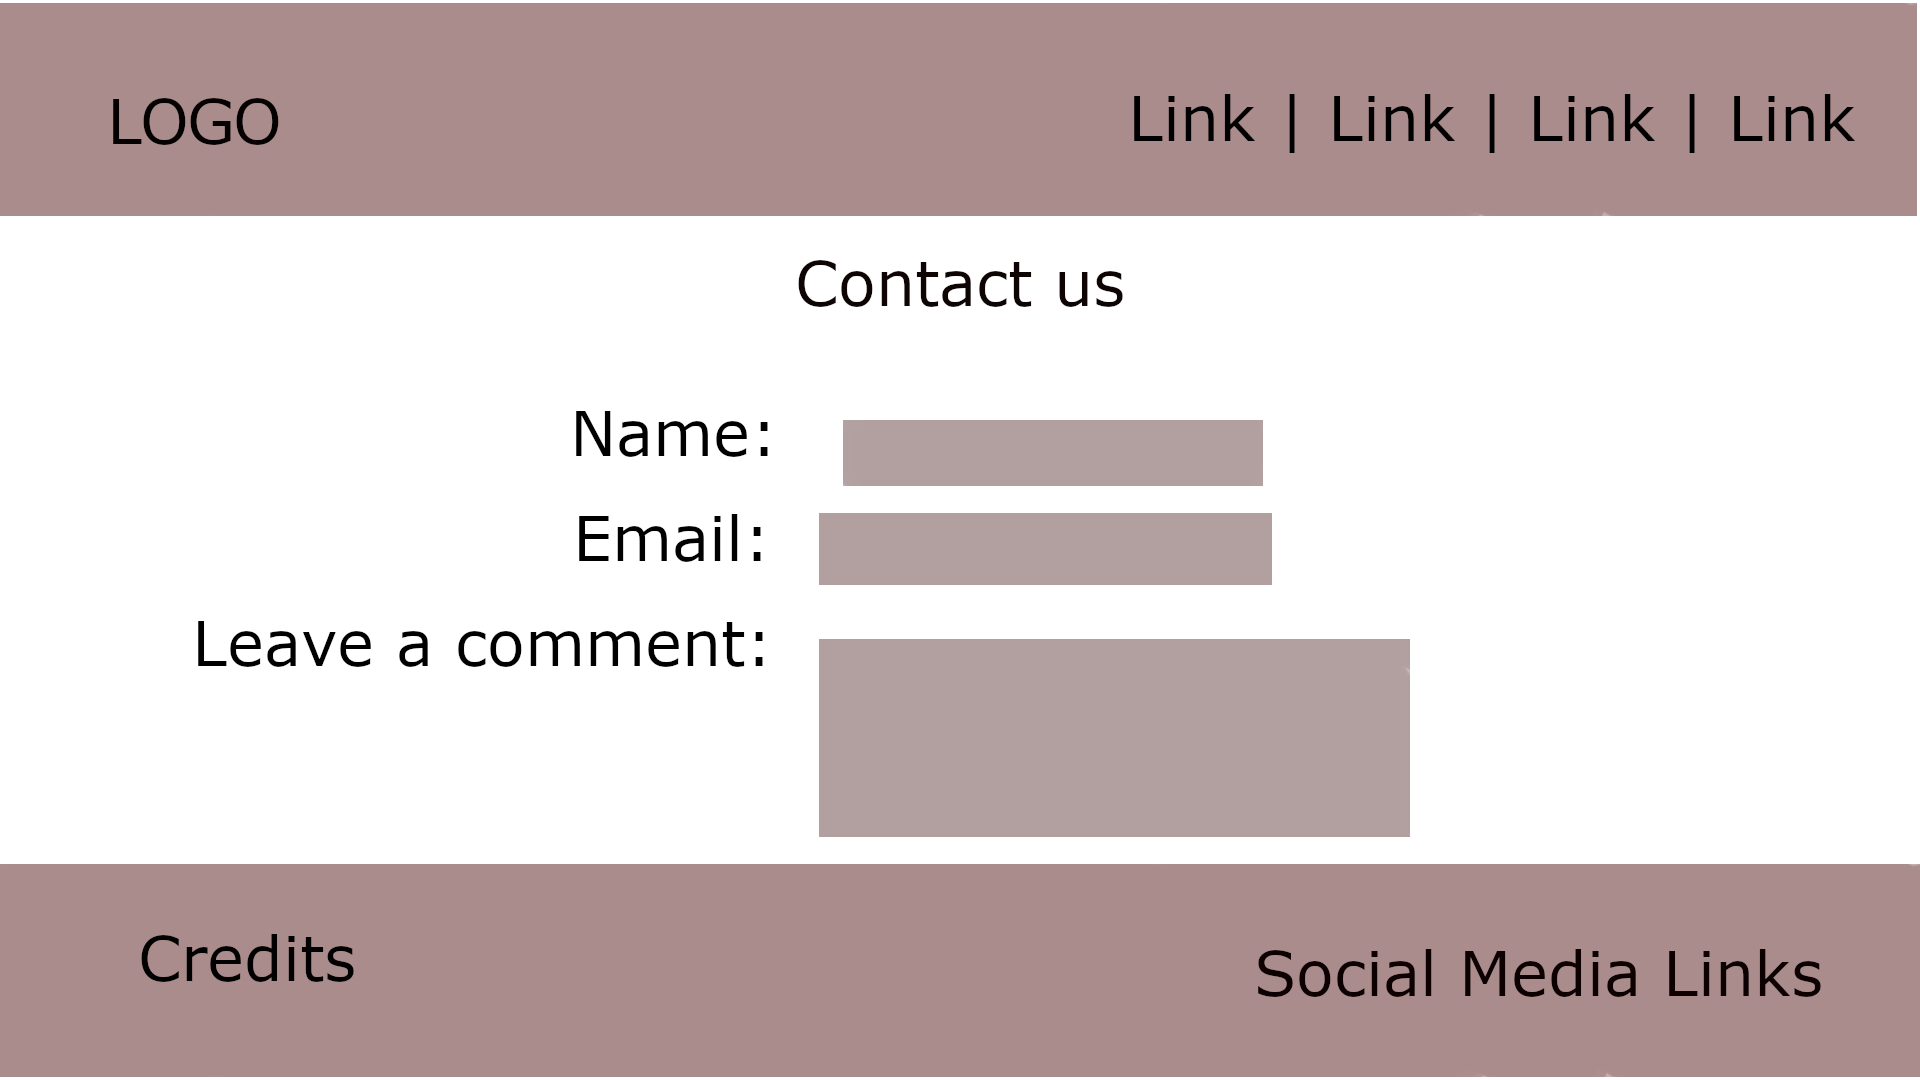 LOGO
Link | Link | Link | Link
Contact us
Name:
Email:
Leave a comment:
Credits
Social Media Links